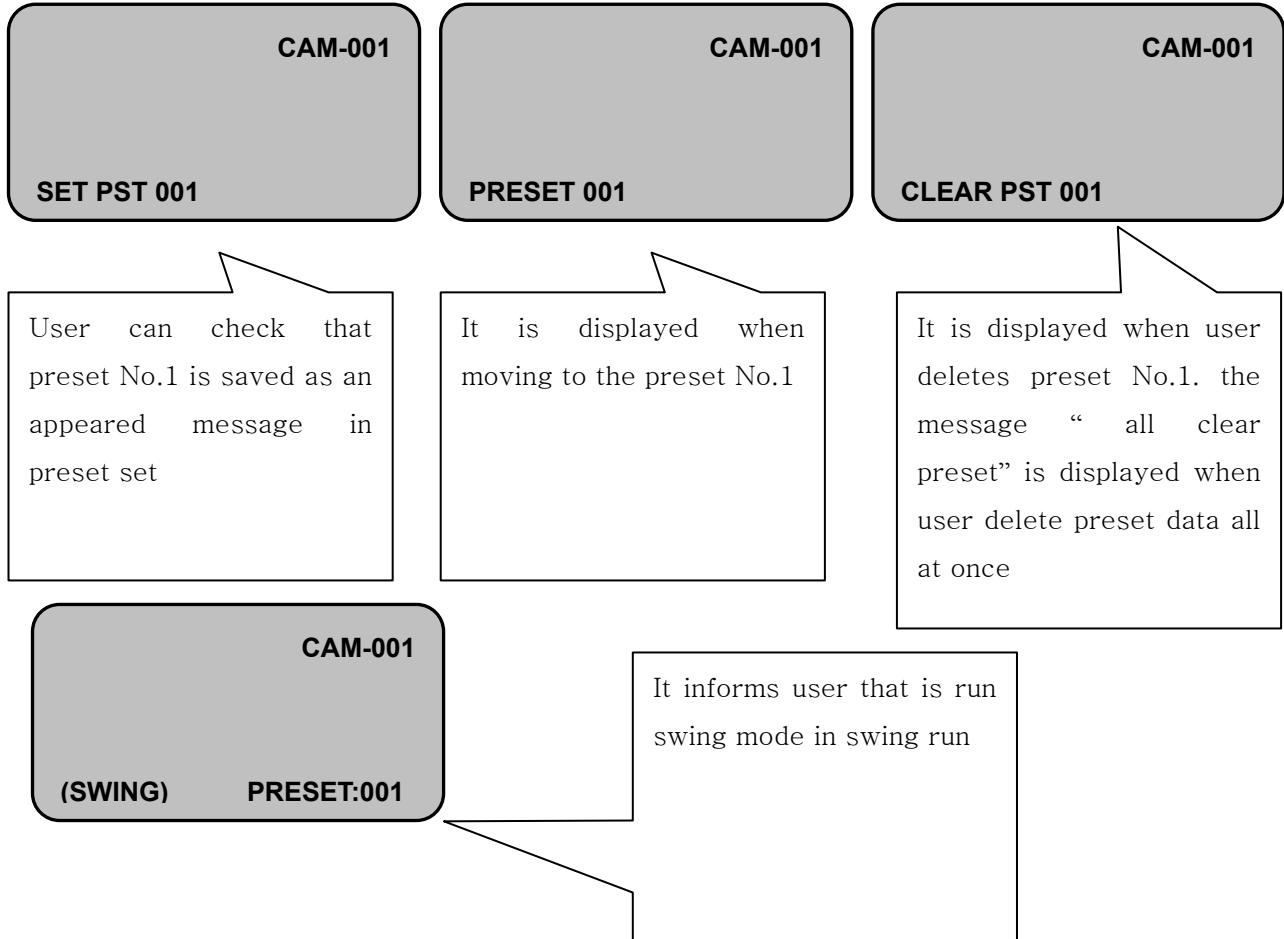 CAM-001
SET PST 001
CAM-001
PRESET 001
CAM-001
CLEAR PST 001
User can check that
preset No.1 is saved as an
appeared message in
preset set
It is displayed when
moving to the preset No.1
It is displayed when user
deletes preset No.1. the
message “ all clear
preset” is displayed when
user delete preset data all
at once
CAM-001
(SWING) PRESET:001
It informs user that is run
swing mode in swing run